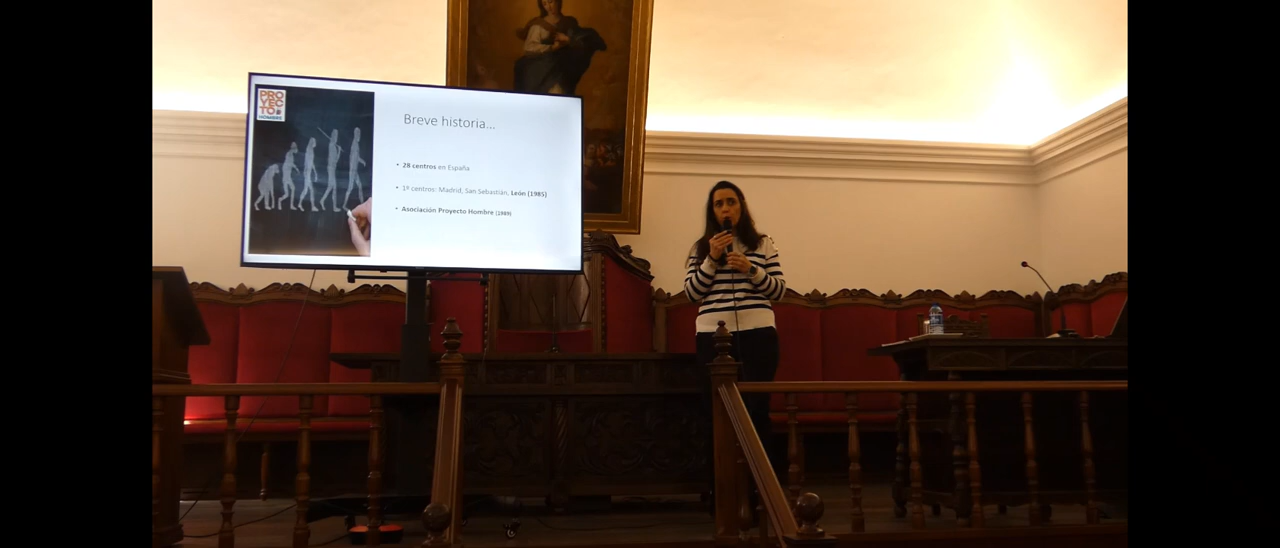 PRO
YEC
TO
HOMBRE
Breve historia...
• 28 centros en España
• 1º centros: Madrid, San Sebastián, León (1985)
• Asociación Proyecto Hombre (1989)